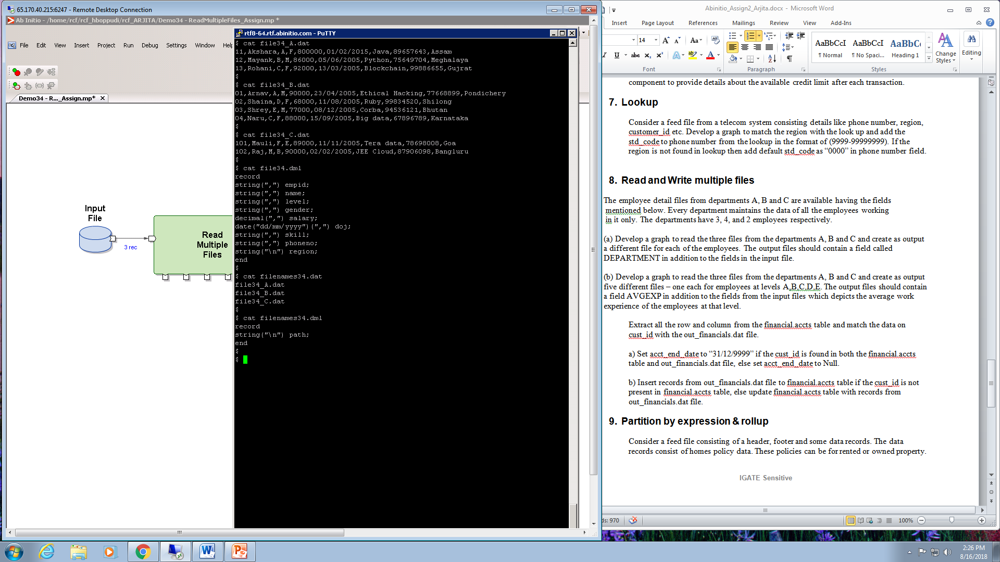 65.170.40.215:6247 - Remote Desktop Connection
Ab Initio - /home/rcf/rcf_hboppudi/rcf_ARJITA/Demo34 - ReadMultipleFiles_Assign.mp *
File Edit View Insert Project Run Debug Settings Window Help
Demo34 - R..._Assign.mp*
Input
File
3 rec
Read
Multiple
Files
rtf8-64.rtf.abinitio.com - PuTTY
$ cat file34_A.dat
11,Akshara,A,F,800000,01/02/2015,Java,89657643,Assam
12,Mayank,B,M,86000,05/06/2005,Python,75649704,Meghalaya
13,Rohani,C,F,92000,13/03/2005,Blockchain,99886655,Gujrat
$
$ cat file34_B.dat
01,Arnav,A,M,90000,23/04/2005,Ethical Hacking,77668899,Pondichery
02,Shaina,D,F,68000,11/08/2005,Ruby,99834520,Shilong
03,Shrey,E,M,77000,08/12/2005,Corba,94536121,Bhutan
04,Naru,C,F,88000,15/09/2005,Big data,67896789,Karnataka
$
$ cat file34_C.dat
101,Mauli,F,E,89000,11/11/2005,Tera data,78698008,Goa
102,Raj,M,B,90000,02/02/2005,JEE Cloud,87906098,Bangluru
$
$ cat file34.dml
record
string(",") empid;
string(",") name;
string(",") level;
string(",") gender;
decimal(",") salary;
date("dd/mm/yyyy")(",") doj;
string(",") skill;
string(",") phoneno;
string("\n") region;
end
$
$ cat filenames34.dat
file34_A.dat
file34_B.dat
file34_C.dat
$
$ cat filenames34.dml
record
string("\n") path;
end
$
$
Abinitio_Assign2_Arjita.docx - Microsoft Word
Insert Page Layout References Mailings Review View Add-Ins
14 A A Aa
I U abc x₂ x² A ab A
Font Paragraph Styles
AaBbCcI AaBbCcI AaBbC
¶ Normal ¶ No Spaci... Heading 1
Change
Styles
Editing
component to provide details about the available credit limit after each transaction.
7. Lookup
Consider a feed file from a telecom system consisting details like phone number, region,
customer_id etc. Develop a graph to match the region with the look up and add the
std_code to phone number from the lookup in the format of (9999-99999999). If the
region is not found in lookup then add default std_code as “0000” in phone number field.
8. Read and Write multiple files
The employee detail files from departments A, B and C are available having the fields
mentioned below. Every department maintains the data of all the employees working
in it only. The departments have 3, 4, and 2 employees respectively.
(a) Develop a graph to read the three files from the departments A, B and C and create as output
a different file for each of the employees. The output files should contain a field called
DEPARTMENT in addition to the fields in the input file.
(b) Develop a graph to read the three files from the departments A, B and C and create as output
five different files – one each for employees at levels A,B,C,D,E. The output files should contain
a field AVGEXP in addition to the fields from the input files which depicts the average work
experience of the employees at that level.
Extract all the row and column from the financial.accts table and match the data on
cust_id with the out_financials.dat file.
a) Set acct_end_date to “31/12/9999” if the cust_id is found in both the financial.accts
table and out_financials.dat file, else set acct_end_date to Null.
b) Insert records from out_financials.dat file to financial.accts table if the cust_id is not
present in financial.accts table, else update financial.accts table with records from
out_financials.dat file.
9. Partition by expression & rollup
Consider a feed file consisting of a header, footer and some data records. The data
records consist of homes policy data. These policies can be for rented or owned property.
IGATE Sensitive
ds: 970
100%
2:26 PM
8/16/2018